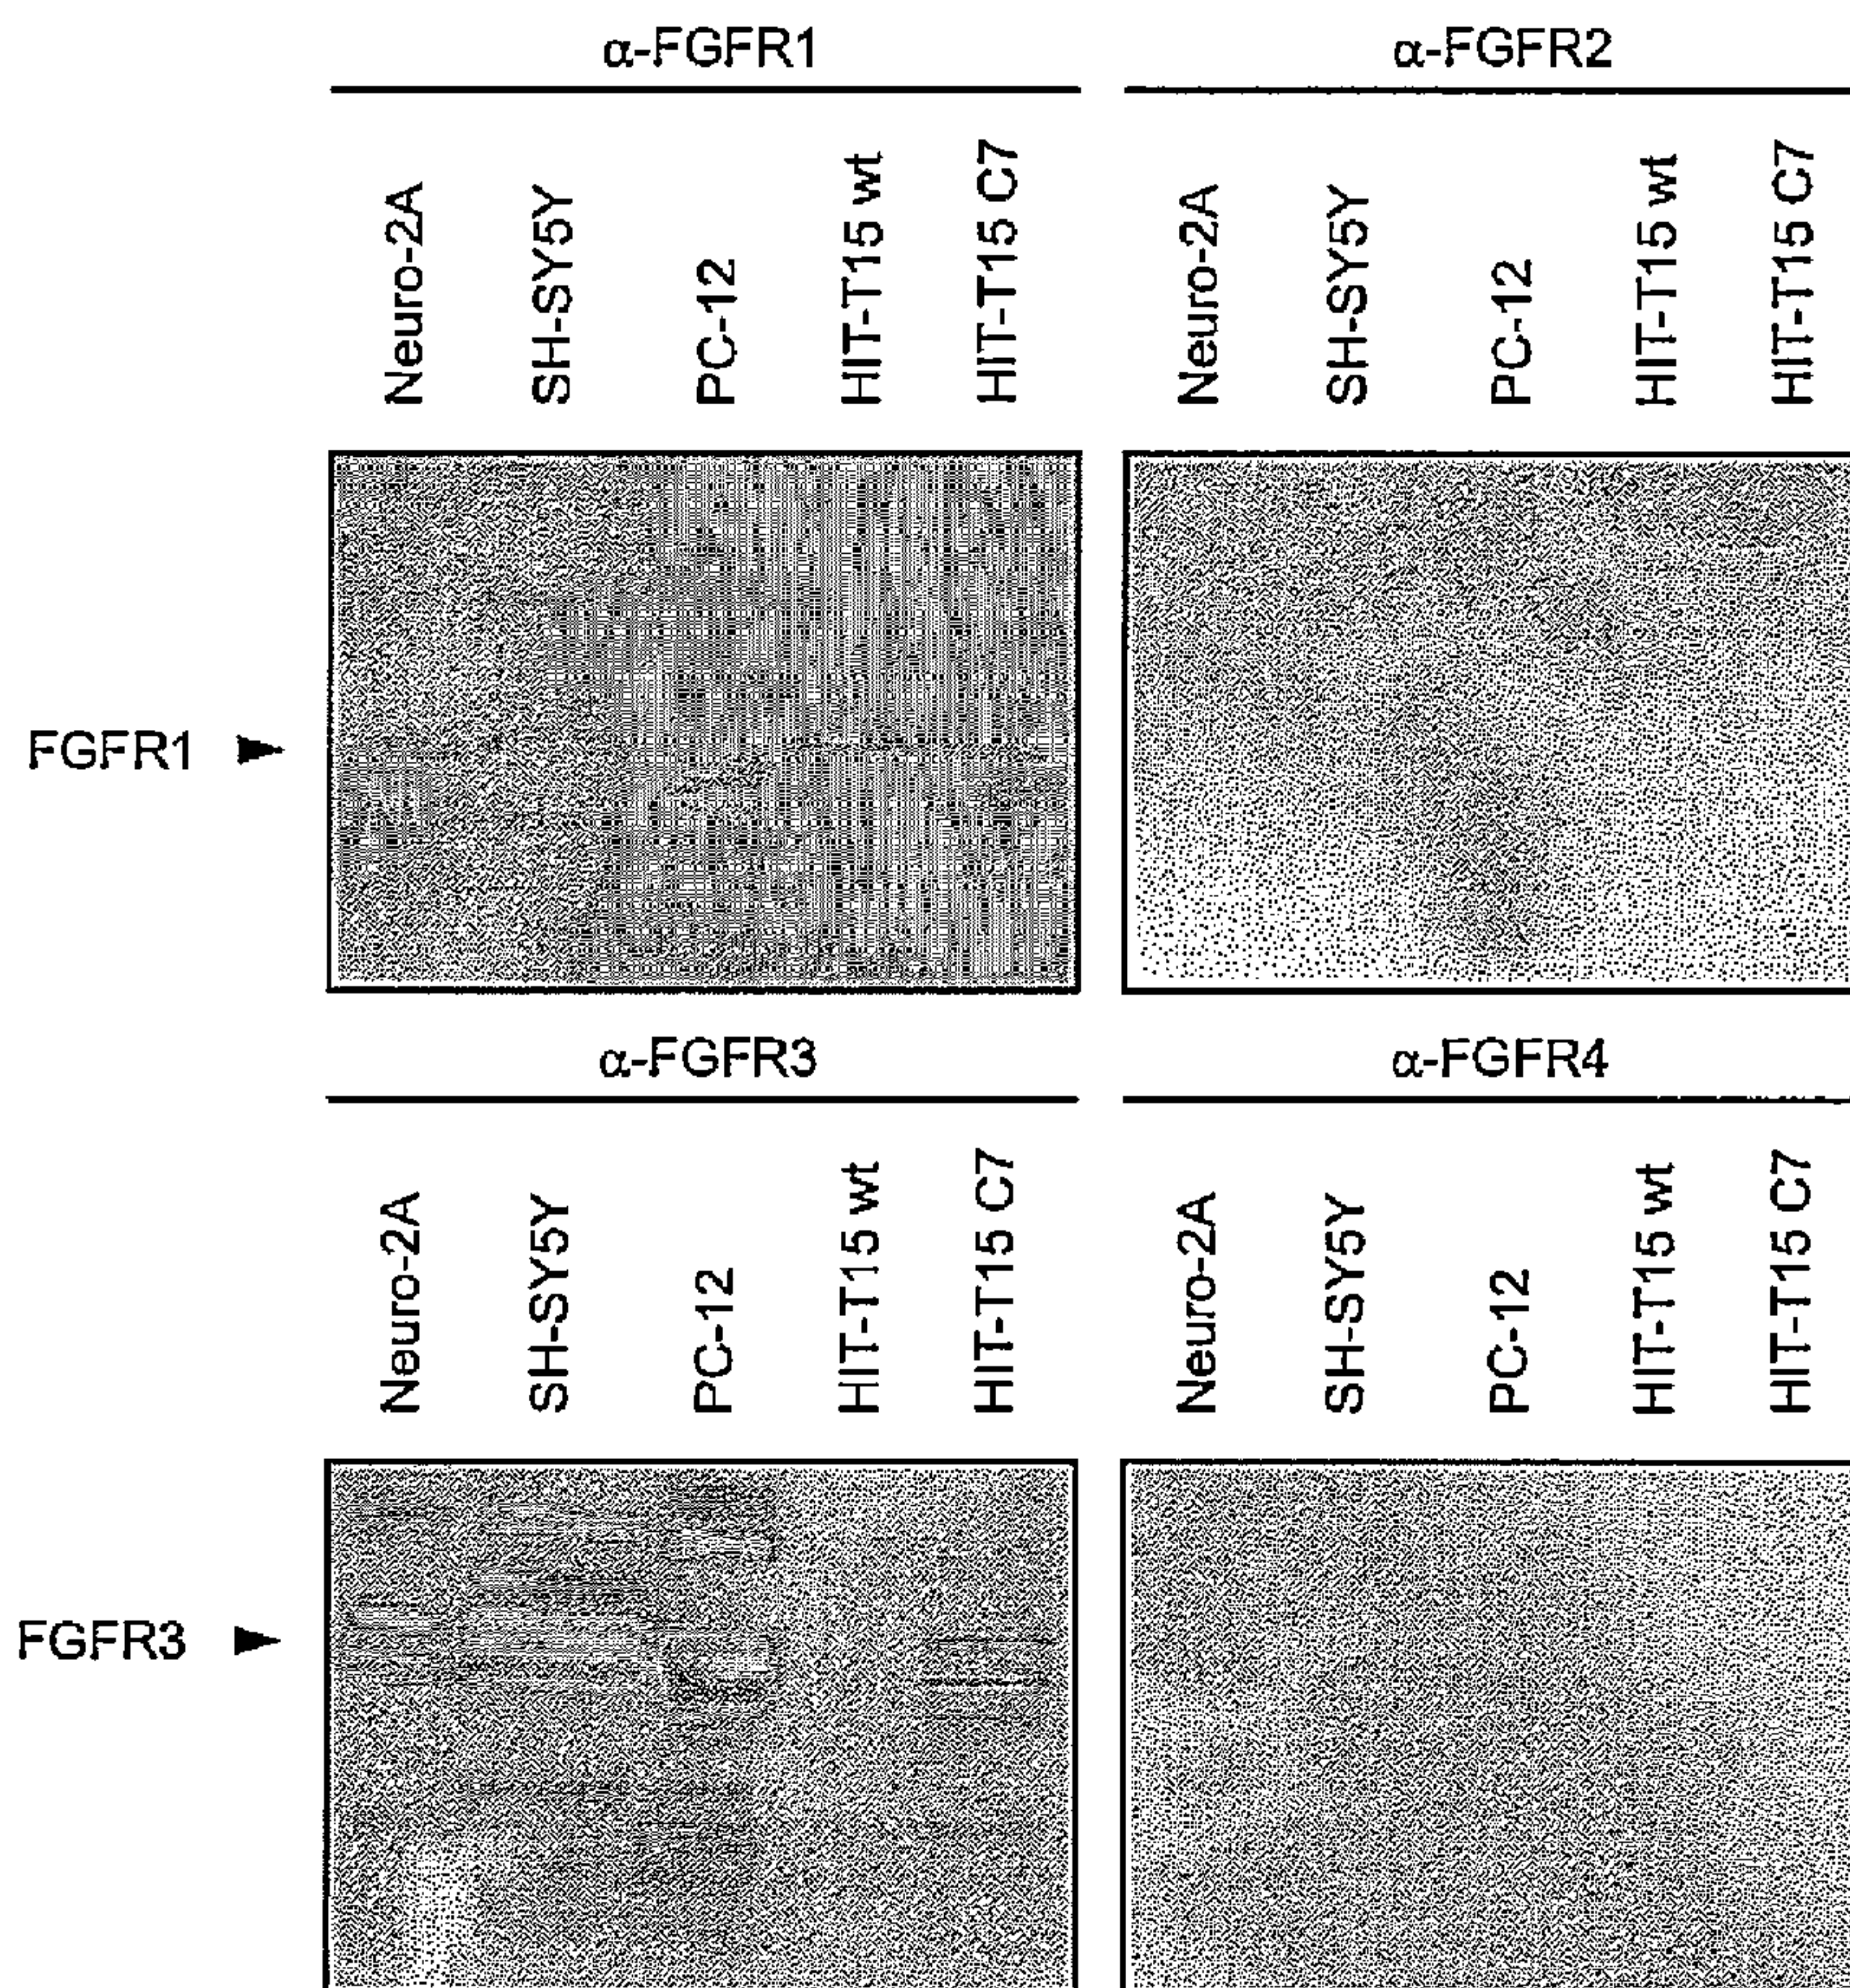 α-FGFR1
α-FGFR2
Neuro-2A
SH-SY5Y
PC-12
HIT-T15 wt
HIT-T15 C7
Neuro-2A
SH-SY5Y
PC-12
HIT-T15 wt
HIT-T15 C7
FGFR1
α-FGFR3
α-FGFR4
Neuro-2A
SH-SY5Y
PC-12
HIT-T15 wt
HIT-T15 C7
Neuro-2A
SH-SY5Y
PC-12
HIT-T15 wt
HIT-T15 C7
FGFR3